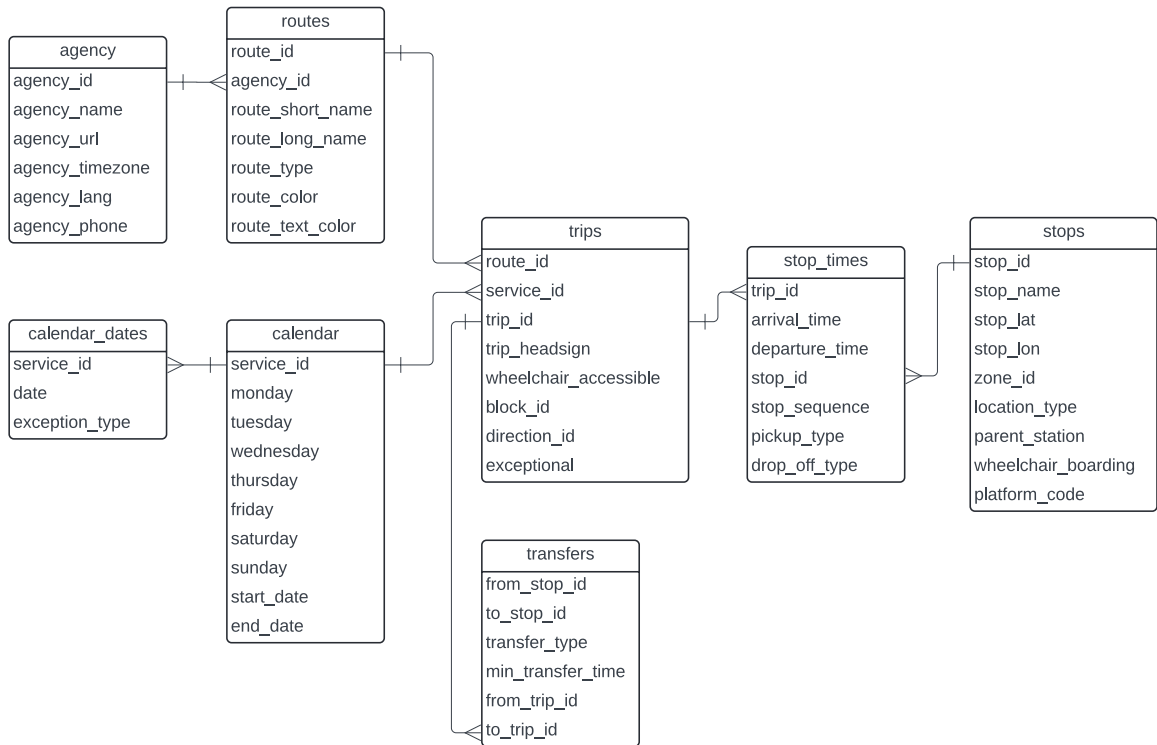 agency
agency_id
agency_name
agency_url
agency_timezone
agency_lang
agency_phone
routes
route_id
agency_id
route_short_name
route_long_name
route_type
route_color
route_text_color
calendar_dates
service_id
date
exception_type
calendar
service_id
monday
tuesday
wednesday
thursday
friday
saturday
sunday
start_date
end_date
trips
route_id
service_id
trip_id
trip_headsign
wheelchair_accessible
block_id
direction_id
exceptional
stop_times
trip_id
arrival_time
departure_time
stop_id
stop_sequence
pickup_type
drop_off_type
stops
stop_id
stop_name
stop_lat
stop_lon
zone_id
location_type
parent_station
wheelchair_boarding
platform_code
transfers
from_stop_id
to_stop_id
transfer_type
min_transfer_time
from_trip_id
to_trip_id